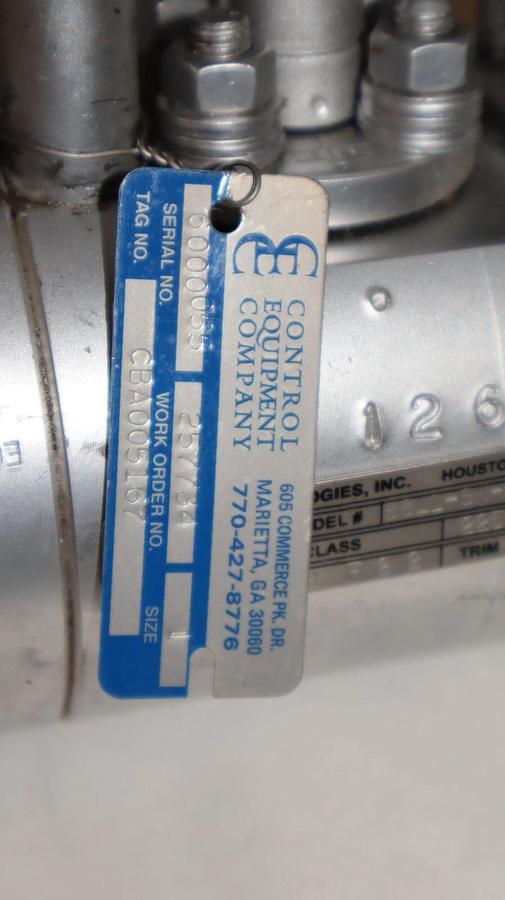 CONTROL
EQUIPMENT
COMPANY
605 COMMERCE PK. DR.
MARIETTA, GA 30060
770-427-8776
SERIAL NO. 6000055
WORK ORDER NO. 257734
SIZE 1
TAG NO. CBA005167
126
OGIES, INC. HOUSTO
DEL #
CLASS
TRIM